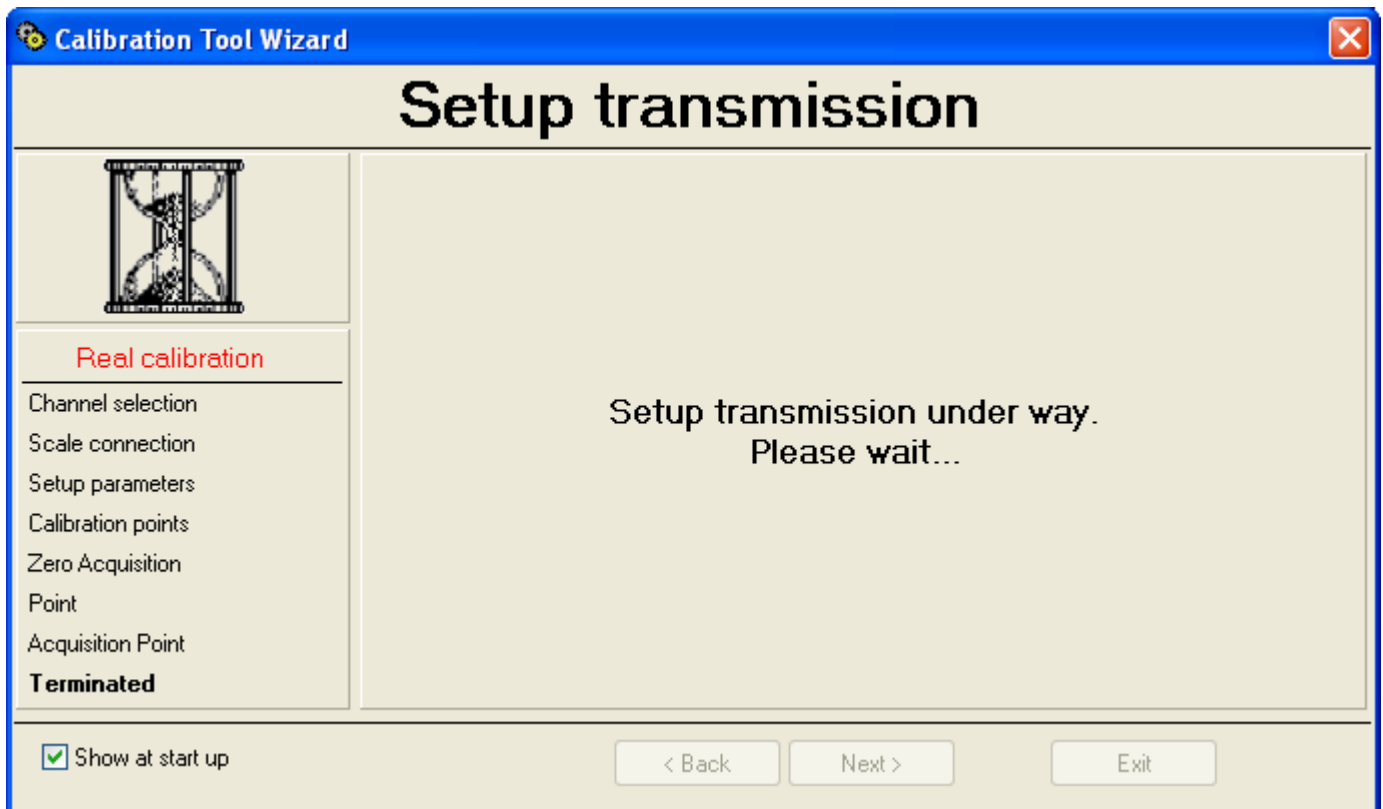 Calibration Tool Wizard
Setup transmission
Real calibration
Channel selection
Scale connection
Setup parameters
Calibration points
Zero Acquisition
Point
Acquisition Point
Terminated
Setup transmission under way.
Please wait...
Show at start up
< Back
Next >
Exit